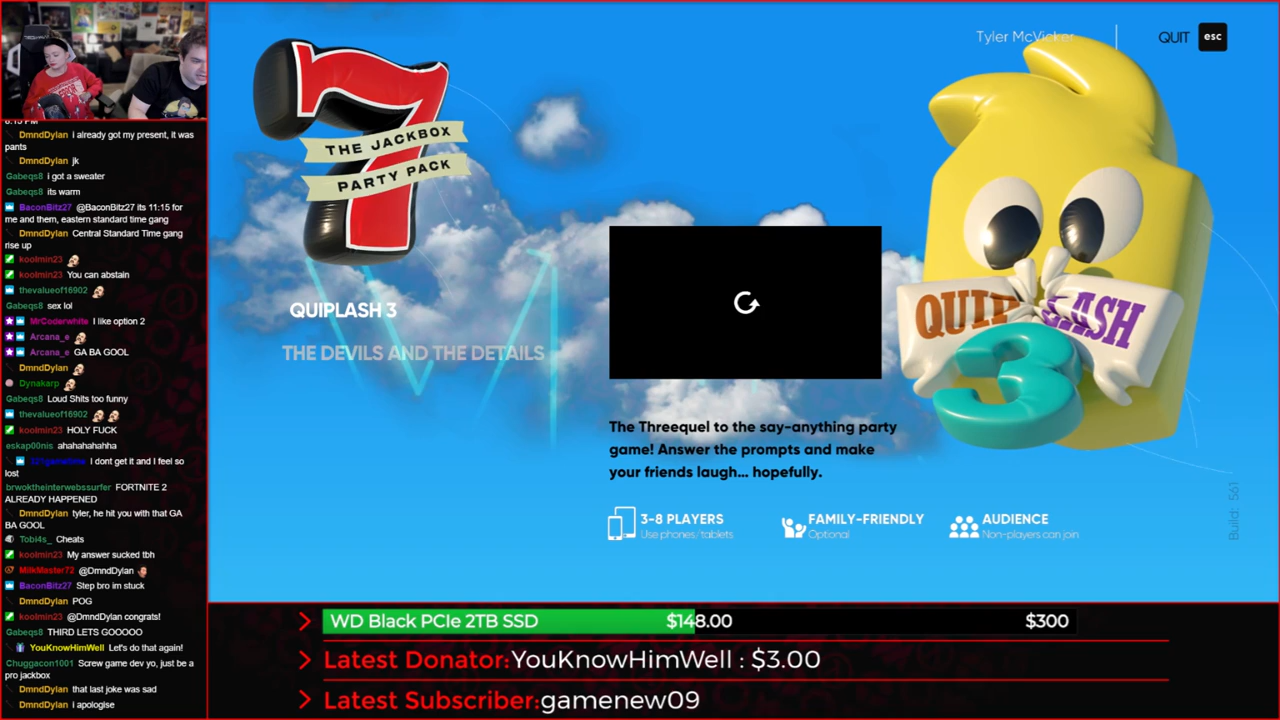 8:15 PM
DmndDylan i already got my present, it was
pants
DmndDylan jk
Gabeqs8 i got a sweater
Gabeqs8 its warm
BaconBitz27 @BaconBitz27 its 11:15 for
me and them, eastern standard time gang
DmndDylan Central Standard Time gang
rise up
koolmin23
koolmin23 You can abstain
thevalueof16902
Gabeqs8 sex lol
MrCoderwhite I like option 2
Arcana_e
Arcana_e GA BA GOOL
DmndDylan
Dynakarp
Gabeqs8 Loud Shits too funny
thevalueof16902
koolmin23 HOLY FUCK
eskap00nis ahahahahahha
I dont get it and I feel so
lost
brwoktheinterwebssurfer FORTNITE 2
ALREADY HAPPENED
DmndDylan tyler, he hit you with that GA
BA GOOL
Tobi4s_ Cheats
koolmin23 My answer sucked tbh
MilkMaster72 @DmndDylan
BaconBitz27 Step bro im stuck
DmndDylan POG
koolmin23 @DmndDylan congrats!
Gabeqs8 THIRD LETS GOOOOO
YouKnowHimWell Let's do that again!
Chuggacon1001 Screw game dev yo, just be a
pro jackbox
DmndDylan that last joke was sad
DmndDylan i apologise
7
THE JACKBOX
PARTY PACK
QUIPLASH 3
THE DEVILS AND THE DETAILS
Tyler McVicker
QUIT esc
QUIPLASH
3
The Threequel to the say-anything party
game! Answer the prompts and make
your friends laugh... hopefully.
3-8 PLAYERS
Use phones/tablets
FAMILY-FRIENDLY
Optional
AUDIENCE
Non-players can join
Build: 561
WD Black PCIe 2TB SSD $148.00 $300
Latest Donator:YouKnowHimWell : $3.00
Latest Subscriber:gamenew09